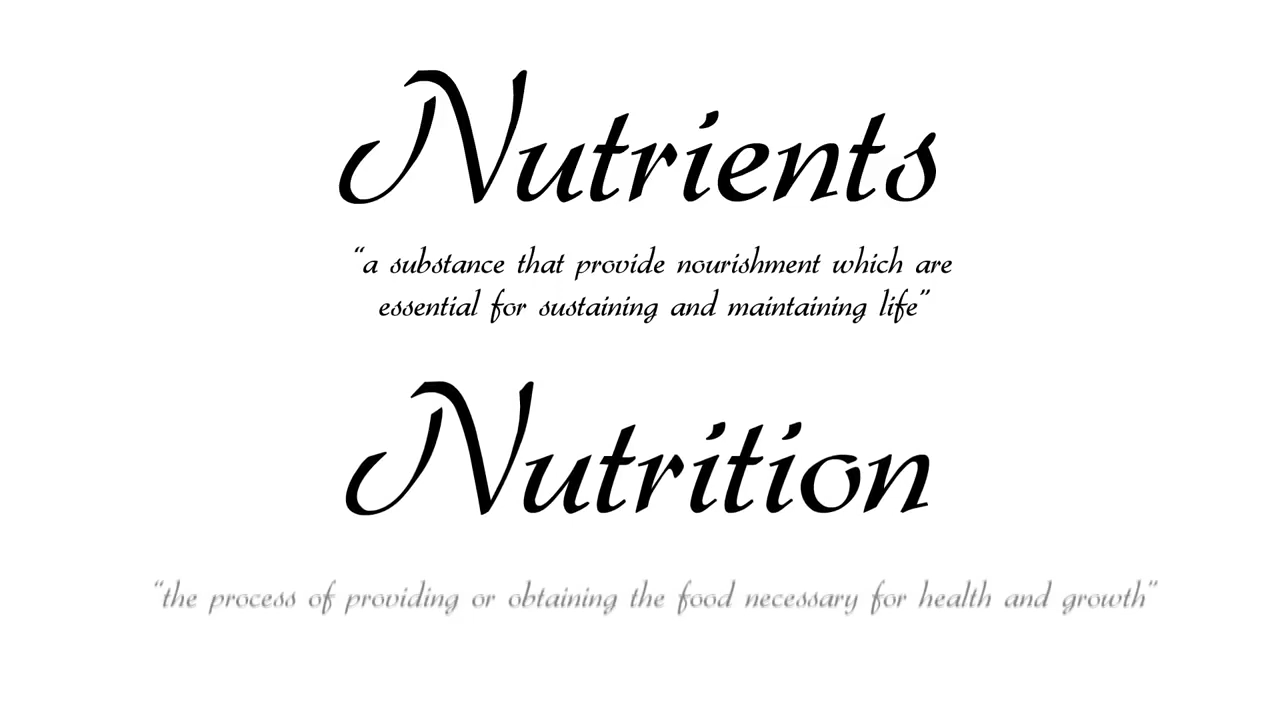 Nutrients
“a substance that provide nourishment which are
essential for sustaining and maintaining life”
Nutrition
“the process of providing or obtaining the food necessary for health and growth”